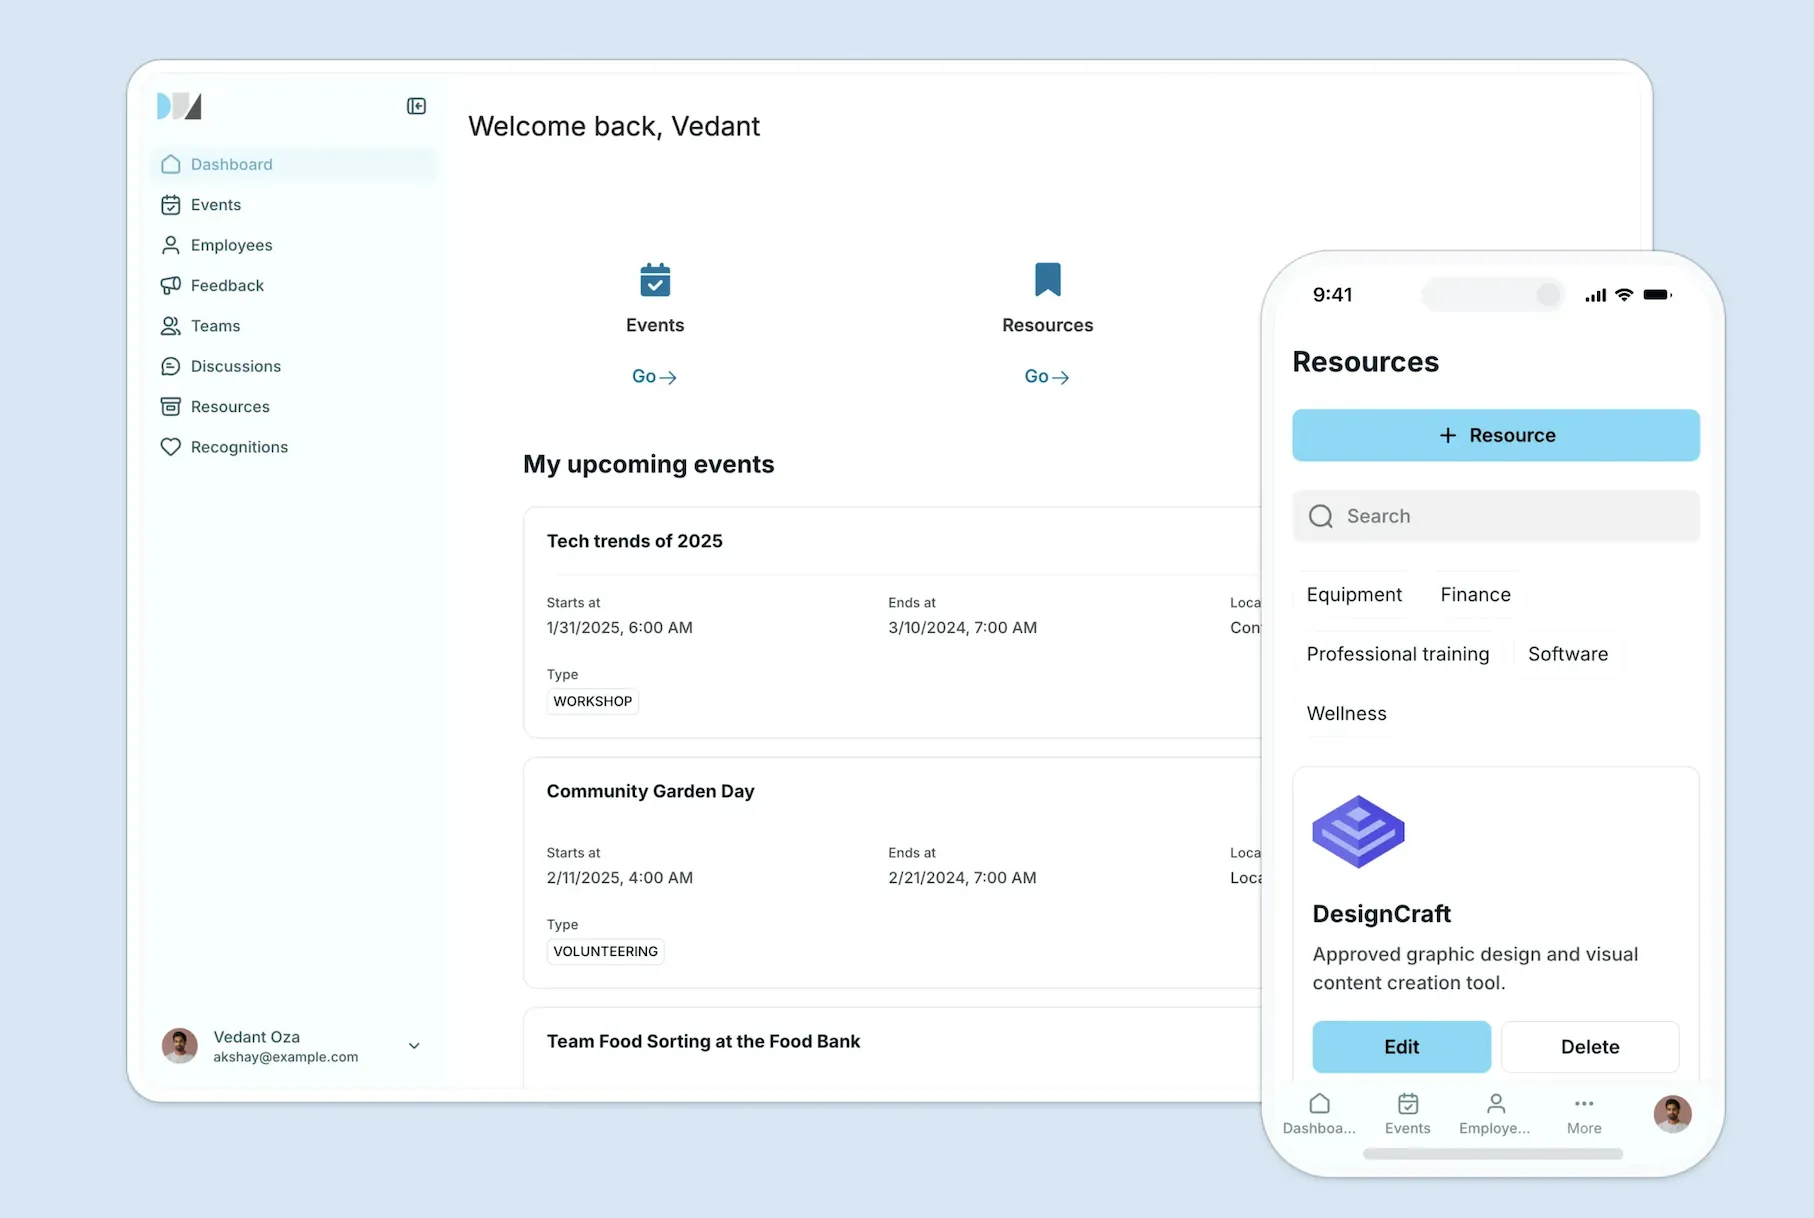 Welcome back, Vedant
Dashboard
Events
Employees
Feedback
Teams
Discussions
Resources
Recognitions
Vedant Oza
akshay@example.com
Events
Go
Resources
Go
My upcoming events
Tech trends of 2025
Starts at
1/31/2025, 6:00 AM
Ends at
3/10/2024, 7:00 AM
Loca
Con
Type
WORKSHOP
Community Garden Day
Starts at
2/11/2025, 4:00 AM
Ends at
2/21/2024, 7:00 AM
Loca
Loca
Type
VOLUNTEERING
Team Food Sorting at the Food Bank
9:41
Resources
+ Resource
Search
Equipment
Finance
Professional training
Software
Wellness
DesignCraft
Approved graphic design and visual
content creation tool.
Edit
Delete
Dashboa...
Events
Employe...
More